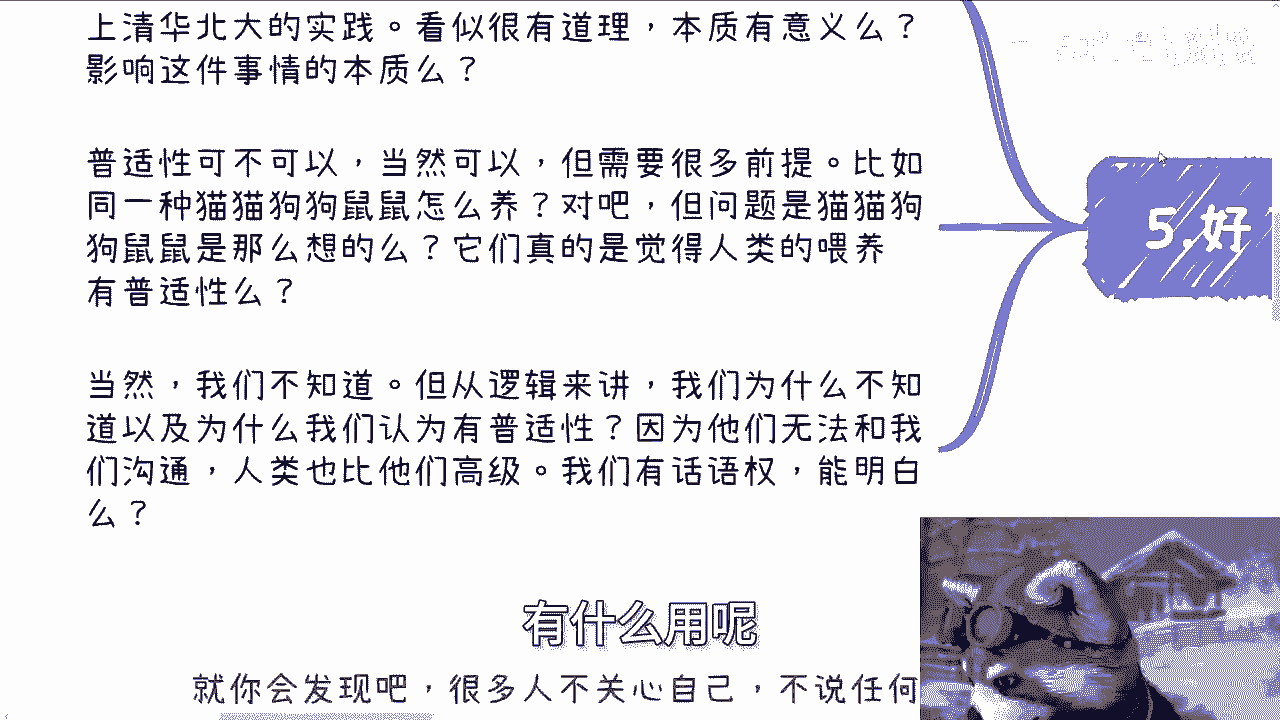 上清华北大的实践。看似很有道理，本质有意义么？
影响这件事情的本质么？
普适性可不可以，当然可以，但需要很多前提。比如
同一种猫猫狗狗鼠鼠怎么养？对吧，但问题是猫猫狗
狗鼠鼠是那么想的么？它们真的是觉得人类的喂养
有普适性么？
当然，我们不知道。但从逻辑来讲，我们为什么不知
道以及为什么我们认为有普适性？因为他们无法和我
们沟通，人类也比他们高级。我们有话语权，能明白
么？
5.好
有什么用呢
就你会发现吧，很多人不关心自己，不说任何